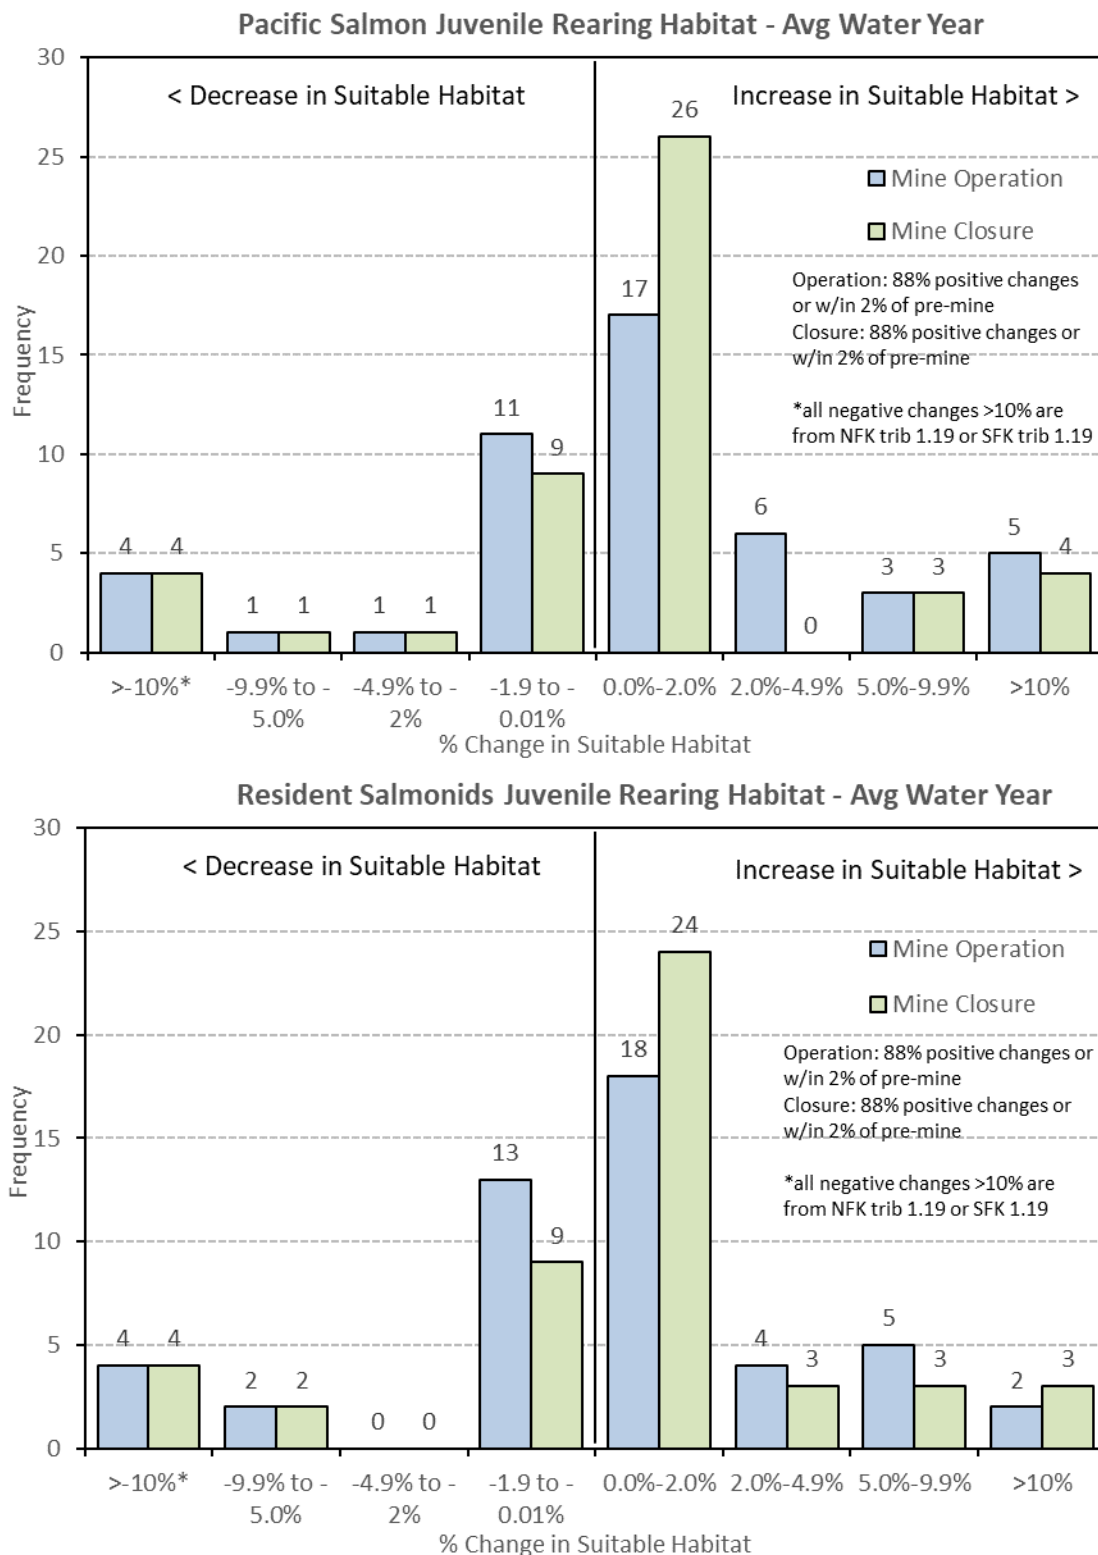 Pacific Salmon Juvenile Rearing Habitat - Avg Water Year
30
25
20
15
10
5
0
Frequency
< Decrease in Suitable Habitat
Increase in Suitable Habitat >
Mine Operation
Mine Closure
Operation: 88% positive changes
or w/in 2% of pre-mine
Closure: 88% positive changes or
w/in 2% of pre-mine
*all negative changes >10% are
from NFK trib 1.19 or SFK trib 1.19
4 4
1 1
1 1
11 9
17 26
6 0
3 3
5 4
>-10%* -9.9% to - -4.9% to - -1.9 to - 0.0%-2.0% 2.0%-4.9% 5.0%-9.9% >10%
5.0% 2% 0.01%
% Change in Suitable Habitat
Resident Salmonids Juvenile Rearing Habitat - Avg Water Year
30
25
20
15
10
5
0
Frequency
< Decrease in Suitable Habitat
Increase in Suitable Habitat >
Mine Operation
Mine Closure
Operation: 88% positive changes or
w/in 2% of pre-mine
Closure: 88% positive changes or
w/in 2% of pre-mine
*all negative changes >10% are
from NFK trib 1.19 or SFK 1.19
4 4
2 2
0 0
13 9
18 24
4 3
5 3
2 3
>-10%* -9.9% to - -4.9% to - -1.9 to - 0.0%-2.0% 2.0%-4.9% 5.0%-9.9% >10%
5.0% 2% 0.01%
% Change in Suitable Habitat